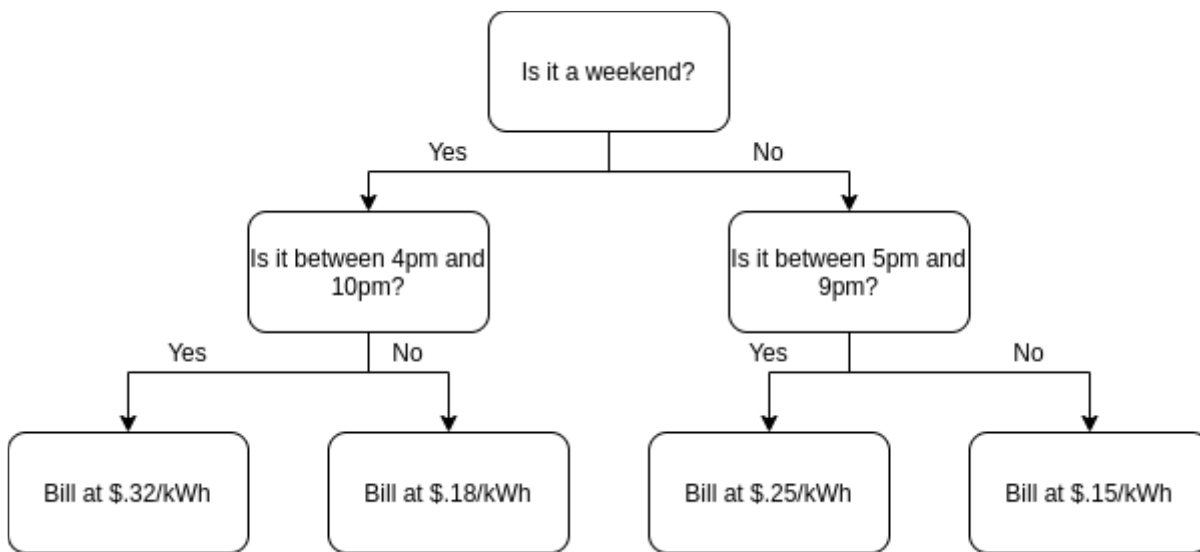 Is it a weekend?
Yes
No
Is it between 4pm and
10pm?
Is it between 5pm and
9pm?
Yes
No
Yes
No
Bill at $.32/kWh
Bill at $.18/kWh
Bill at $.25/kWh
Bill at $.15/kWh